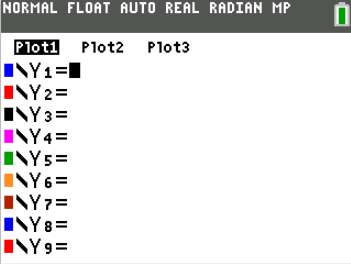 NORMAL FLOAT AUTO REAL RADIAN MP
Plot1 Plot2 Plot3
\Y1=
\Y2=
\Y3=
\Y4=
\Y5=
\Y6=
\Y7=
\Y8=
\Y9=